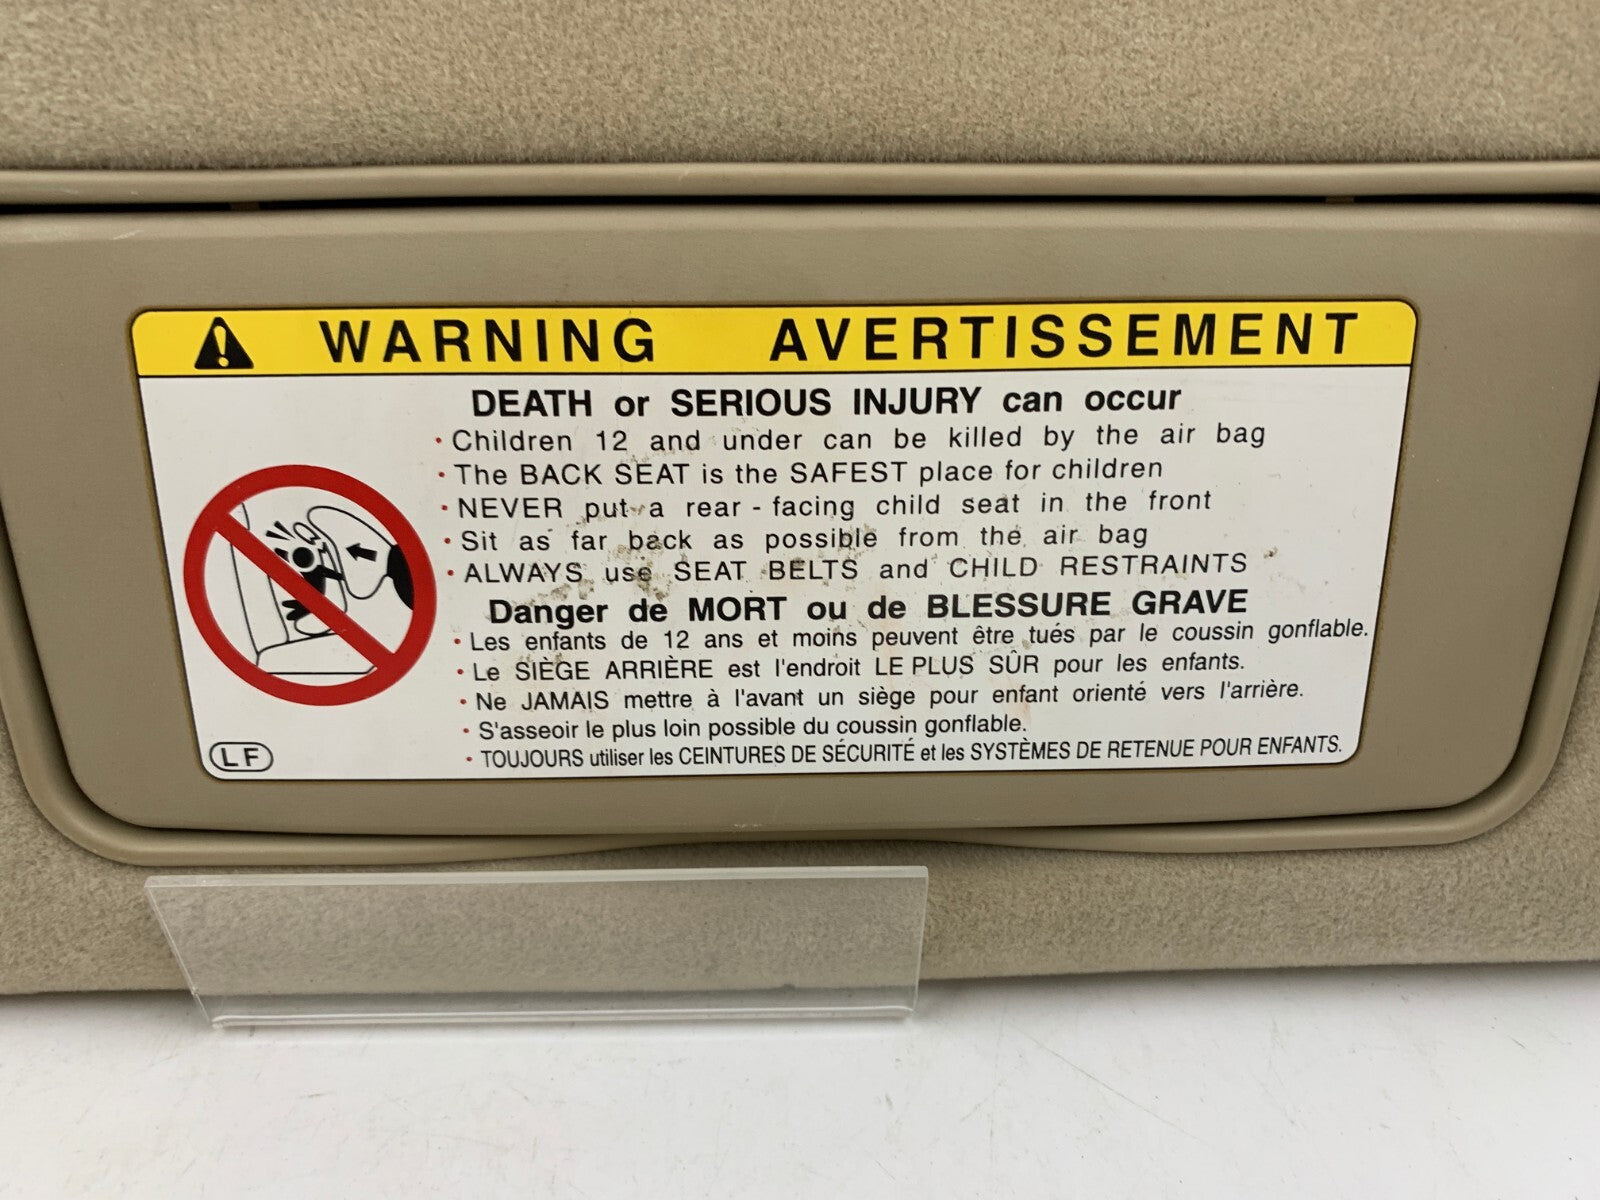 WARNING AVERTISSEMENT
DEATH or SERIOUS INJURY can occur
· Children 12 and under can be killed by the air bag
· The BACK SEAT is the SAFEST place for children
· NEVER put a rear - facing child seat in the front
· Sit as far back as possible from the air bag
· ALWAYS use SEAT BELTS and CHILD RESTRAINTS
Danger de MORT ou de BLESSURE GRAVE
· Les enfants de 12 ans et moins peuvent être tués par le coussin gonflable.
· Le SIÈGE ARRIÈRE est l'endroit LE PLUS SÛR pour les enfants.
· Ne JAMAIS mettre à l'avant un siège pour enfant orienté vers l'arrière.
· S'asseoir le plus loin possible du coussin gonflable.
· TOUJOURS utiliser les CEINTURES DE SÉCURITÉ et les SYSTÈMES DE RETENUE POUR ENFANTS.
LF